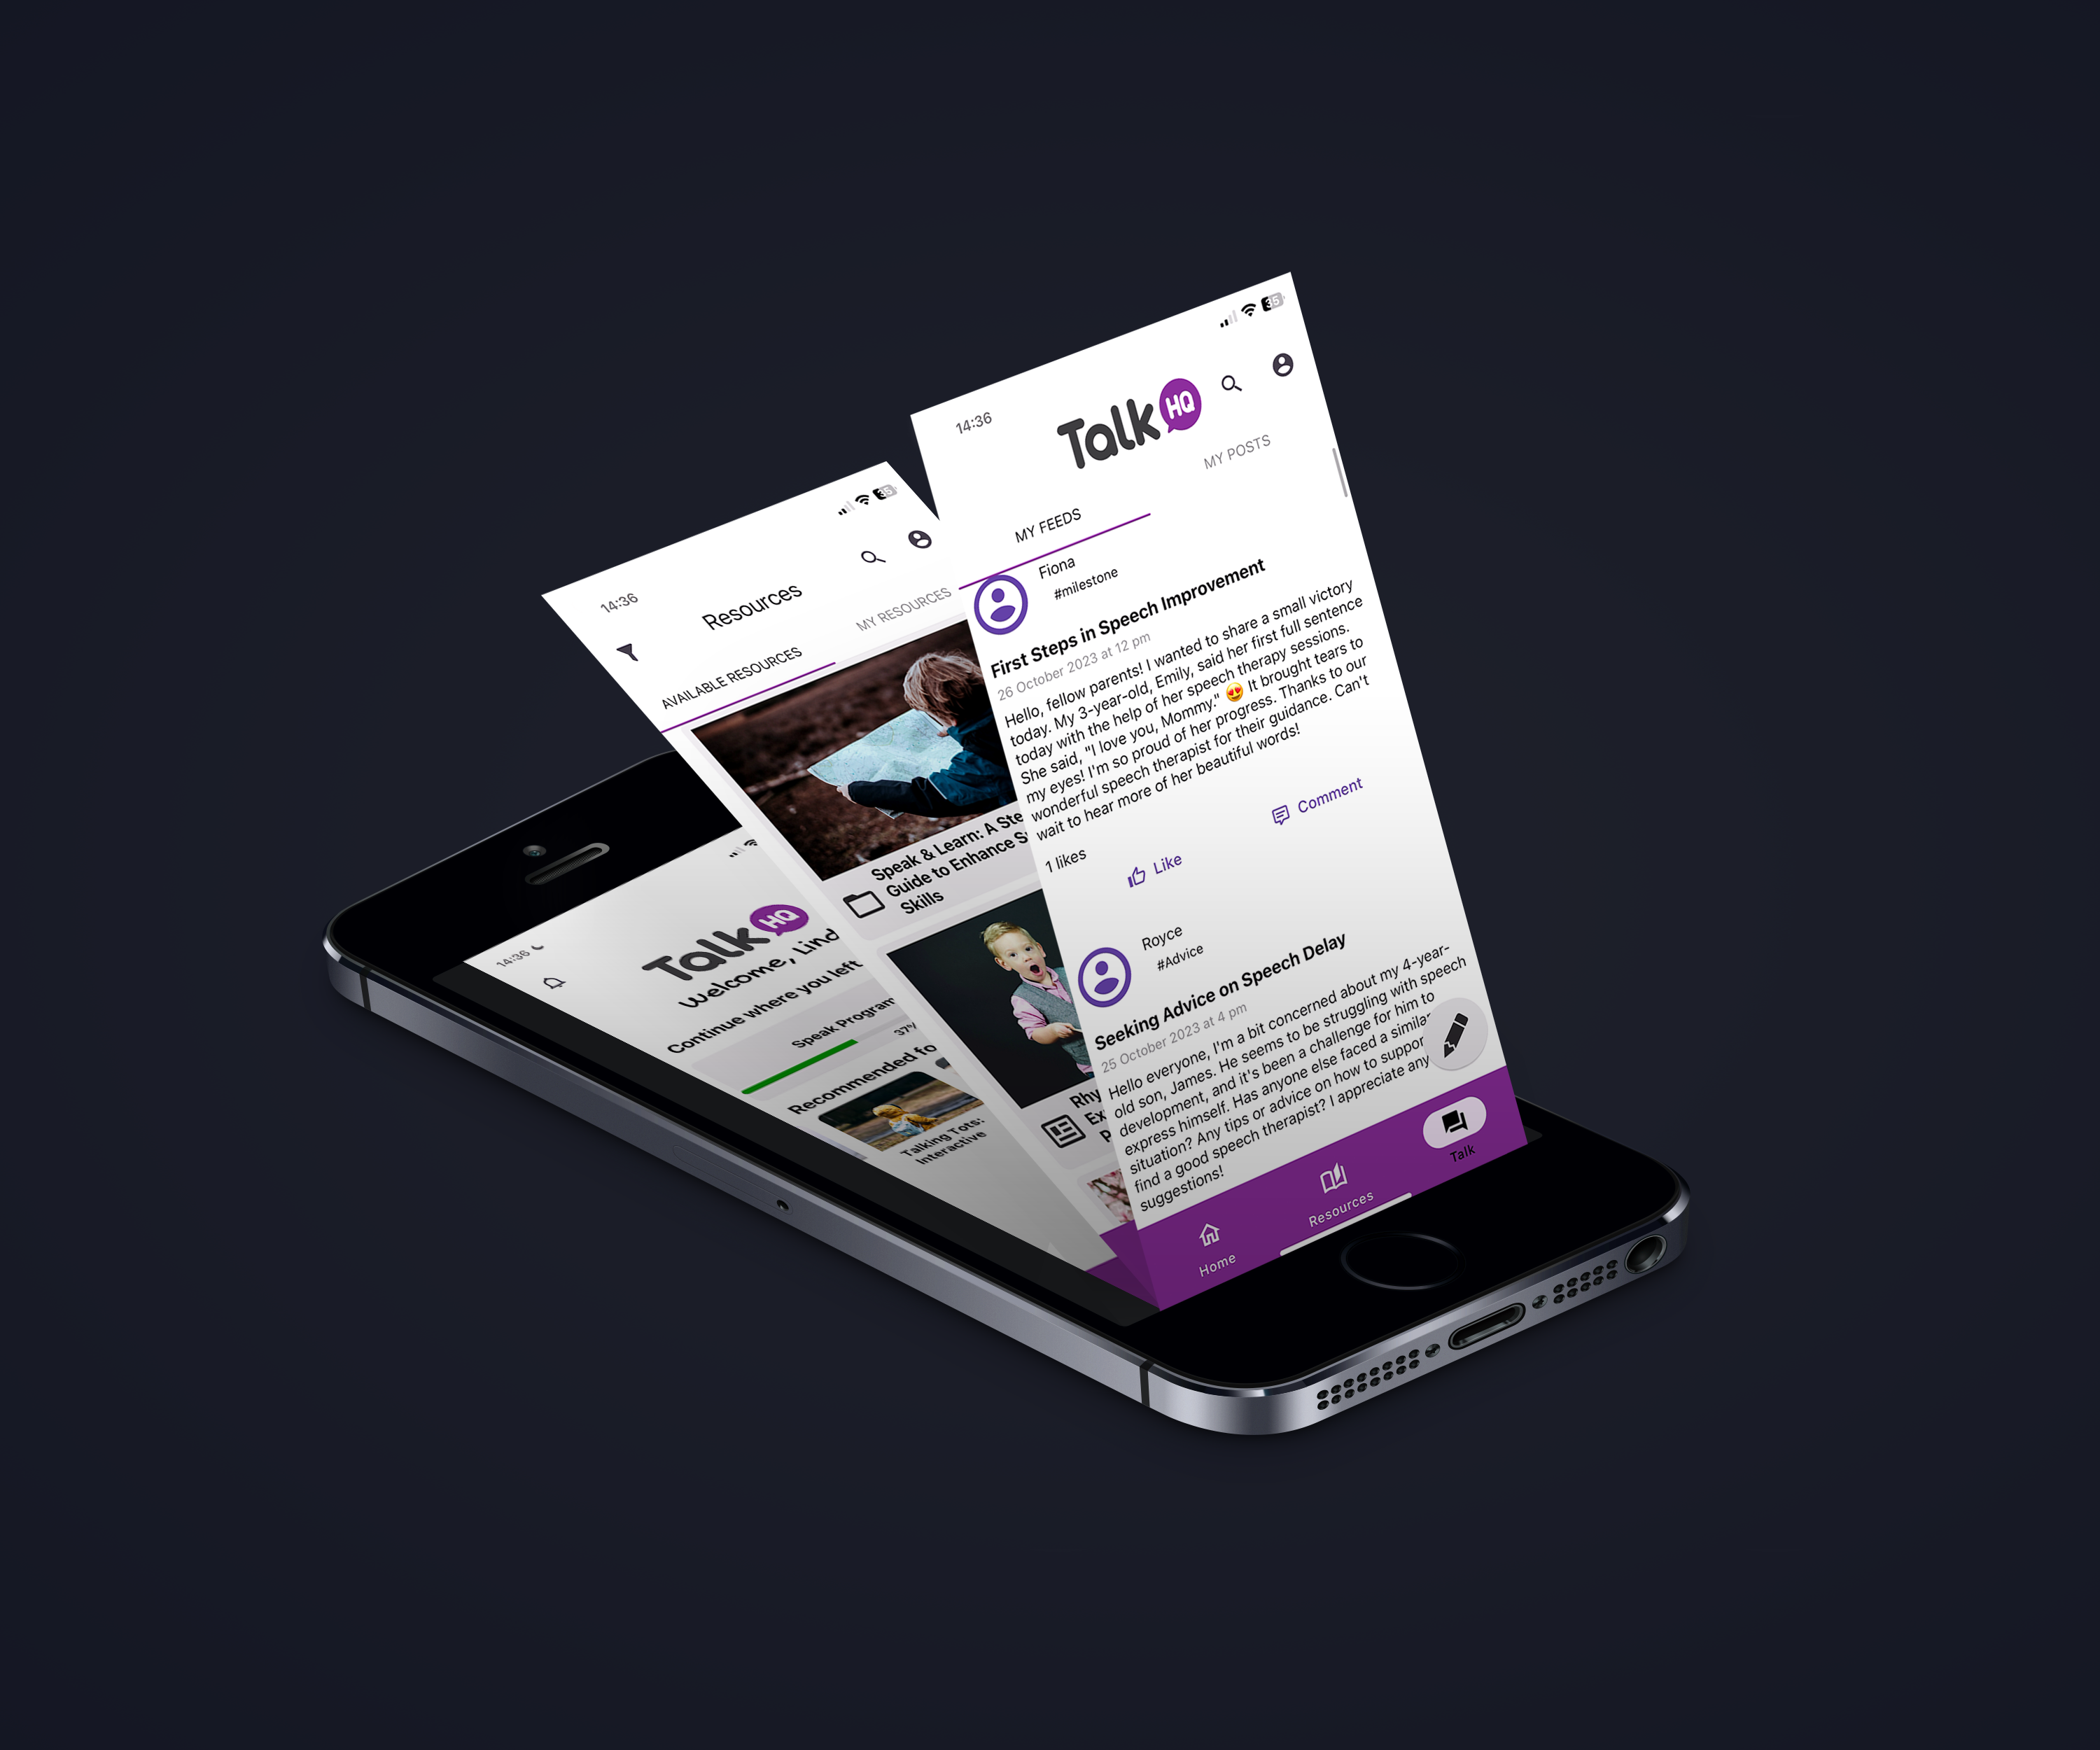 14:36
Talk HQ
welcome, Lind
Continue where you left
Speak Program
37%
Recommended fo
Talking Tots:
Interactive
14:36
35
Resources
AVAILABLE RESOURCES
MY RESOURCES
Speak & Learn: A Ste
Guide to Enhance S
Skills
Rhy
Ex
P
14:36
35
Talk HQ
MY FEEDS
MY POSTS
Fiona
#milestone
First Steps in Speech Improvement
26 October 2023 at 12 pm
Hello, fellow parents! I wanted to share a small victory
today. My 3-year-old, Emily, said her first full sentence
today with the help of her speech therapy sessions.
She said, "I love you, Mommy." 😍 It brought tears to
my eyes! I'm so proud of her progress. Thanks to our
wonderful speech therapist for their guidance. Can't
wait to hear more of her beautiful words!
1 likes
Like
Comment
Royce
#Advice
Seeking Advice on Speech Delay
25 October 2023 at 4 pm
Hello everyone, I'm a bit concerned about my 4-year-
old son, James. He seems to be struggling with speech
development, and it's been a challenge for him to
express himself. Has anyone else faced a similar
situation? Any tips or advice on how to suppor
find a good speech therapist? I appreciate any
suggestions!
Home
Resources
Talk